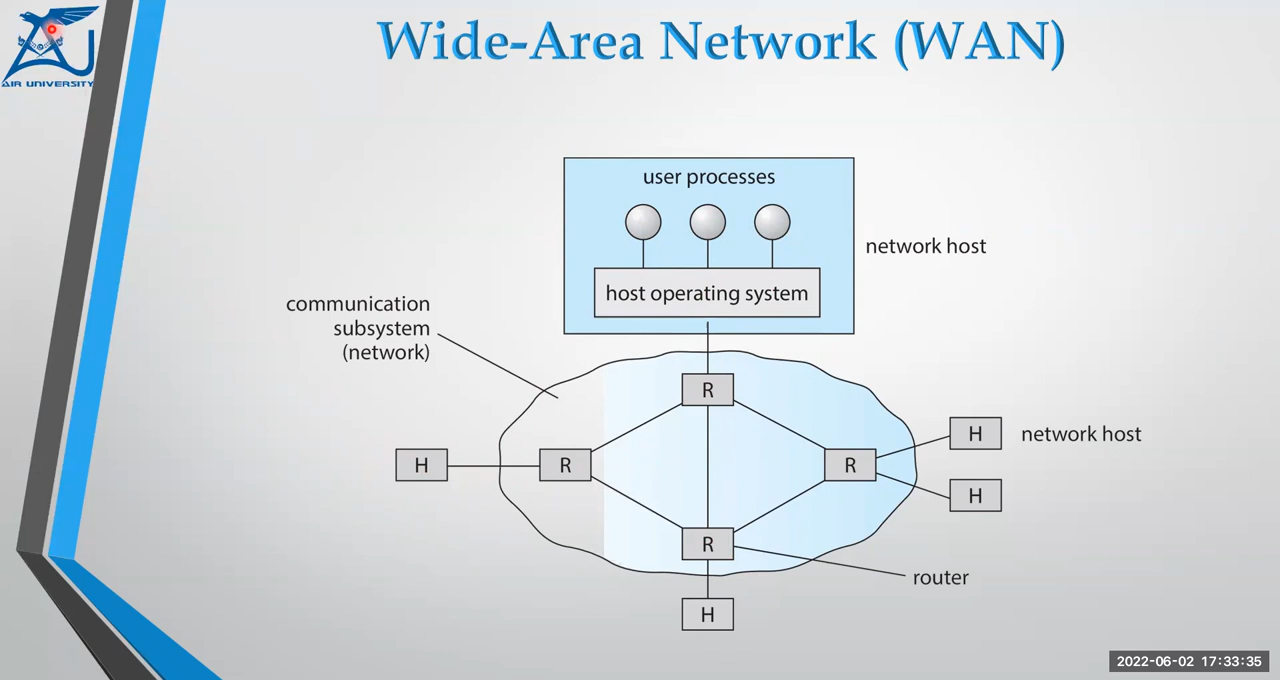 AIR UNIVERSITY
Wide-Area Network (WAN)
user processes
network host
host operating system
communication
subsystem
(network)
R
H
network host
H
R
R
H
R
router
H
2022-06-02 17:33:35